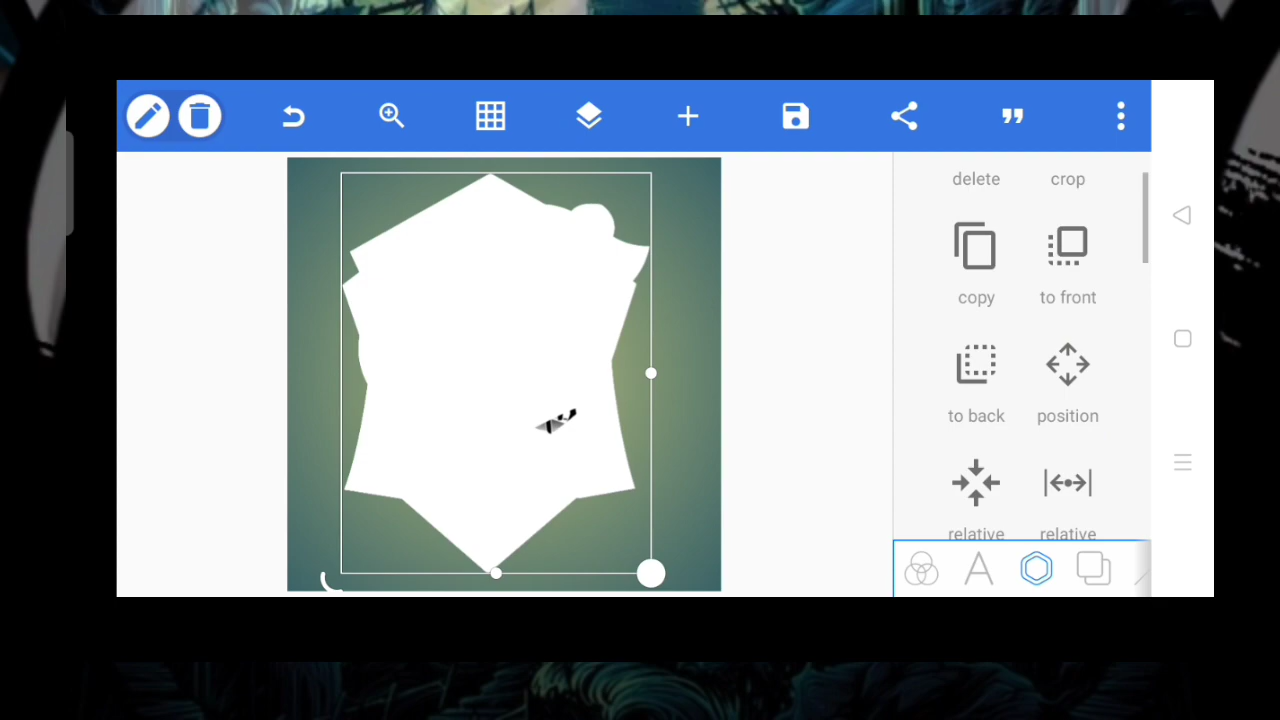 delete crop
copy to front
to back position
relative relative